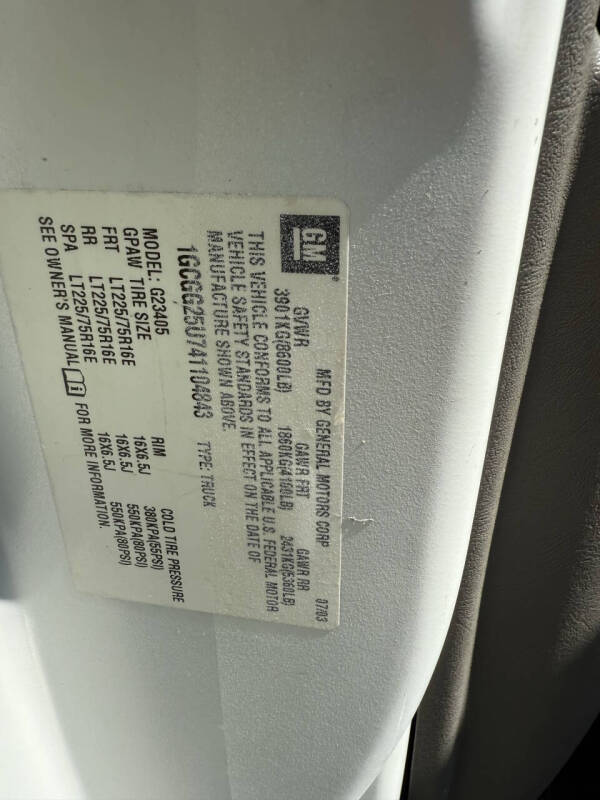 GM
MFD BY GENERAL MOTORS CORP 07/03
GVWR GAWR FRT GAWR RR
3901KG(8600LB) 1860KG(4100LB) 2431KG(5360LB)
THIS VEHICLE CONFORMS TO ALL APPLICABLE U.S. FEDERAL MOTOR
VEHICLE SAFETY STANDARDS IN EFFECT ON THE DATE OF
MANUFACTURE SHOWN ABOVE.
1GCGG25U741104843 TYPE: TRUCK
MODEL: G23405
GPAW TIRE SIZE RIM COLD TIRE PRESSURE
FRT LT225/75R16E 16X6.5J 380KPA(55PSI)
RR LT225/75R16E 16X6.5J 550KPA(80PSI)
SPA LT225/75R16E 16X6.5J 550KPA(80PSI)
SEE OWNER'S MANUAL FOR MORE INFORMATION.